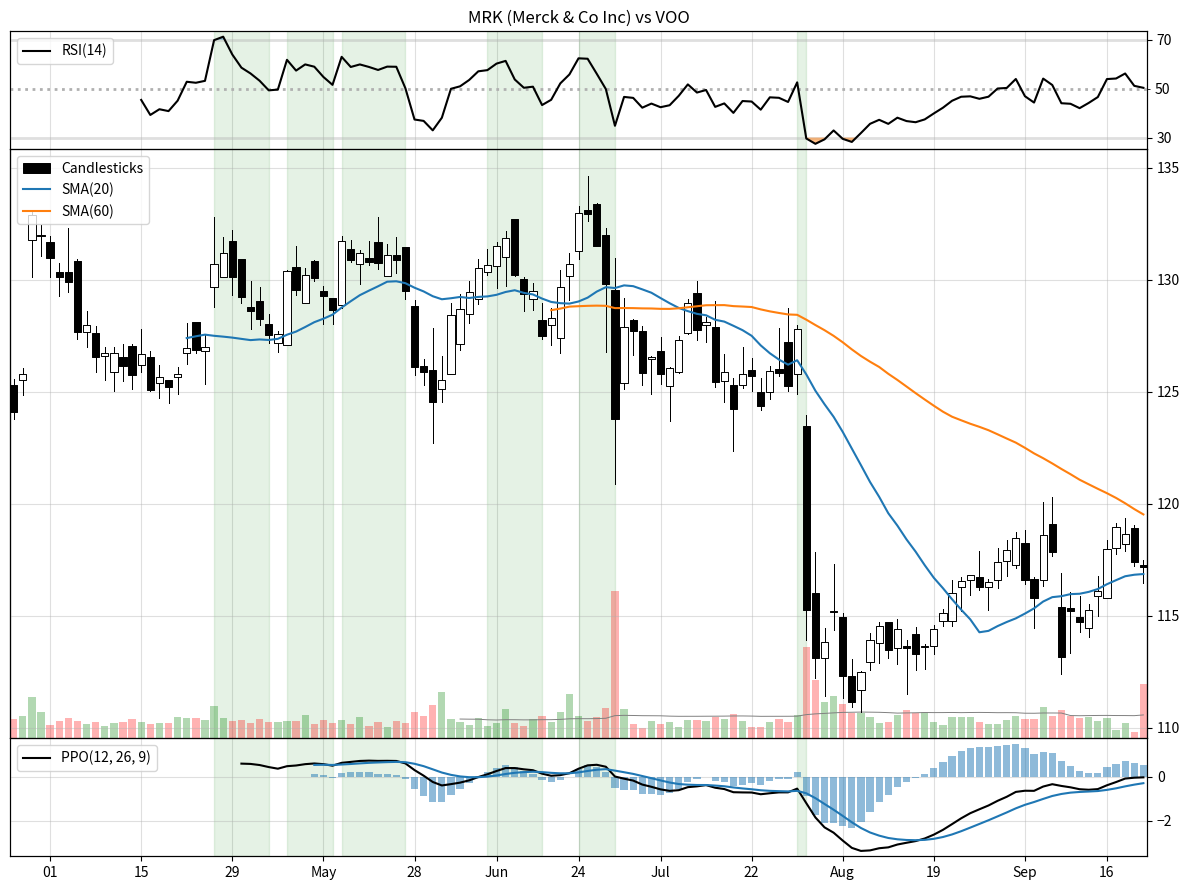 MRK (Merck & Co Inc) vs VOO
RSI(14)
70
50
30
Candlesticks
SMA(20)
SMA(60)
135
130
125
120
115
110
PPO(12, 26, 9)
0
−2
01 15 29 May 28 Jun 24 Jul 22 Aug 19 Sep 16